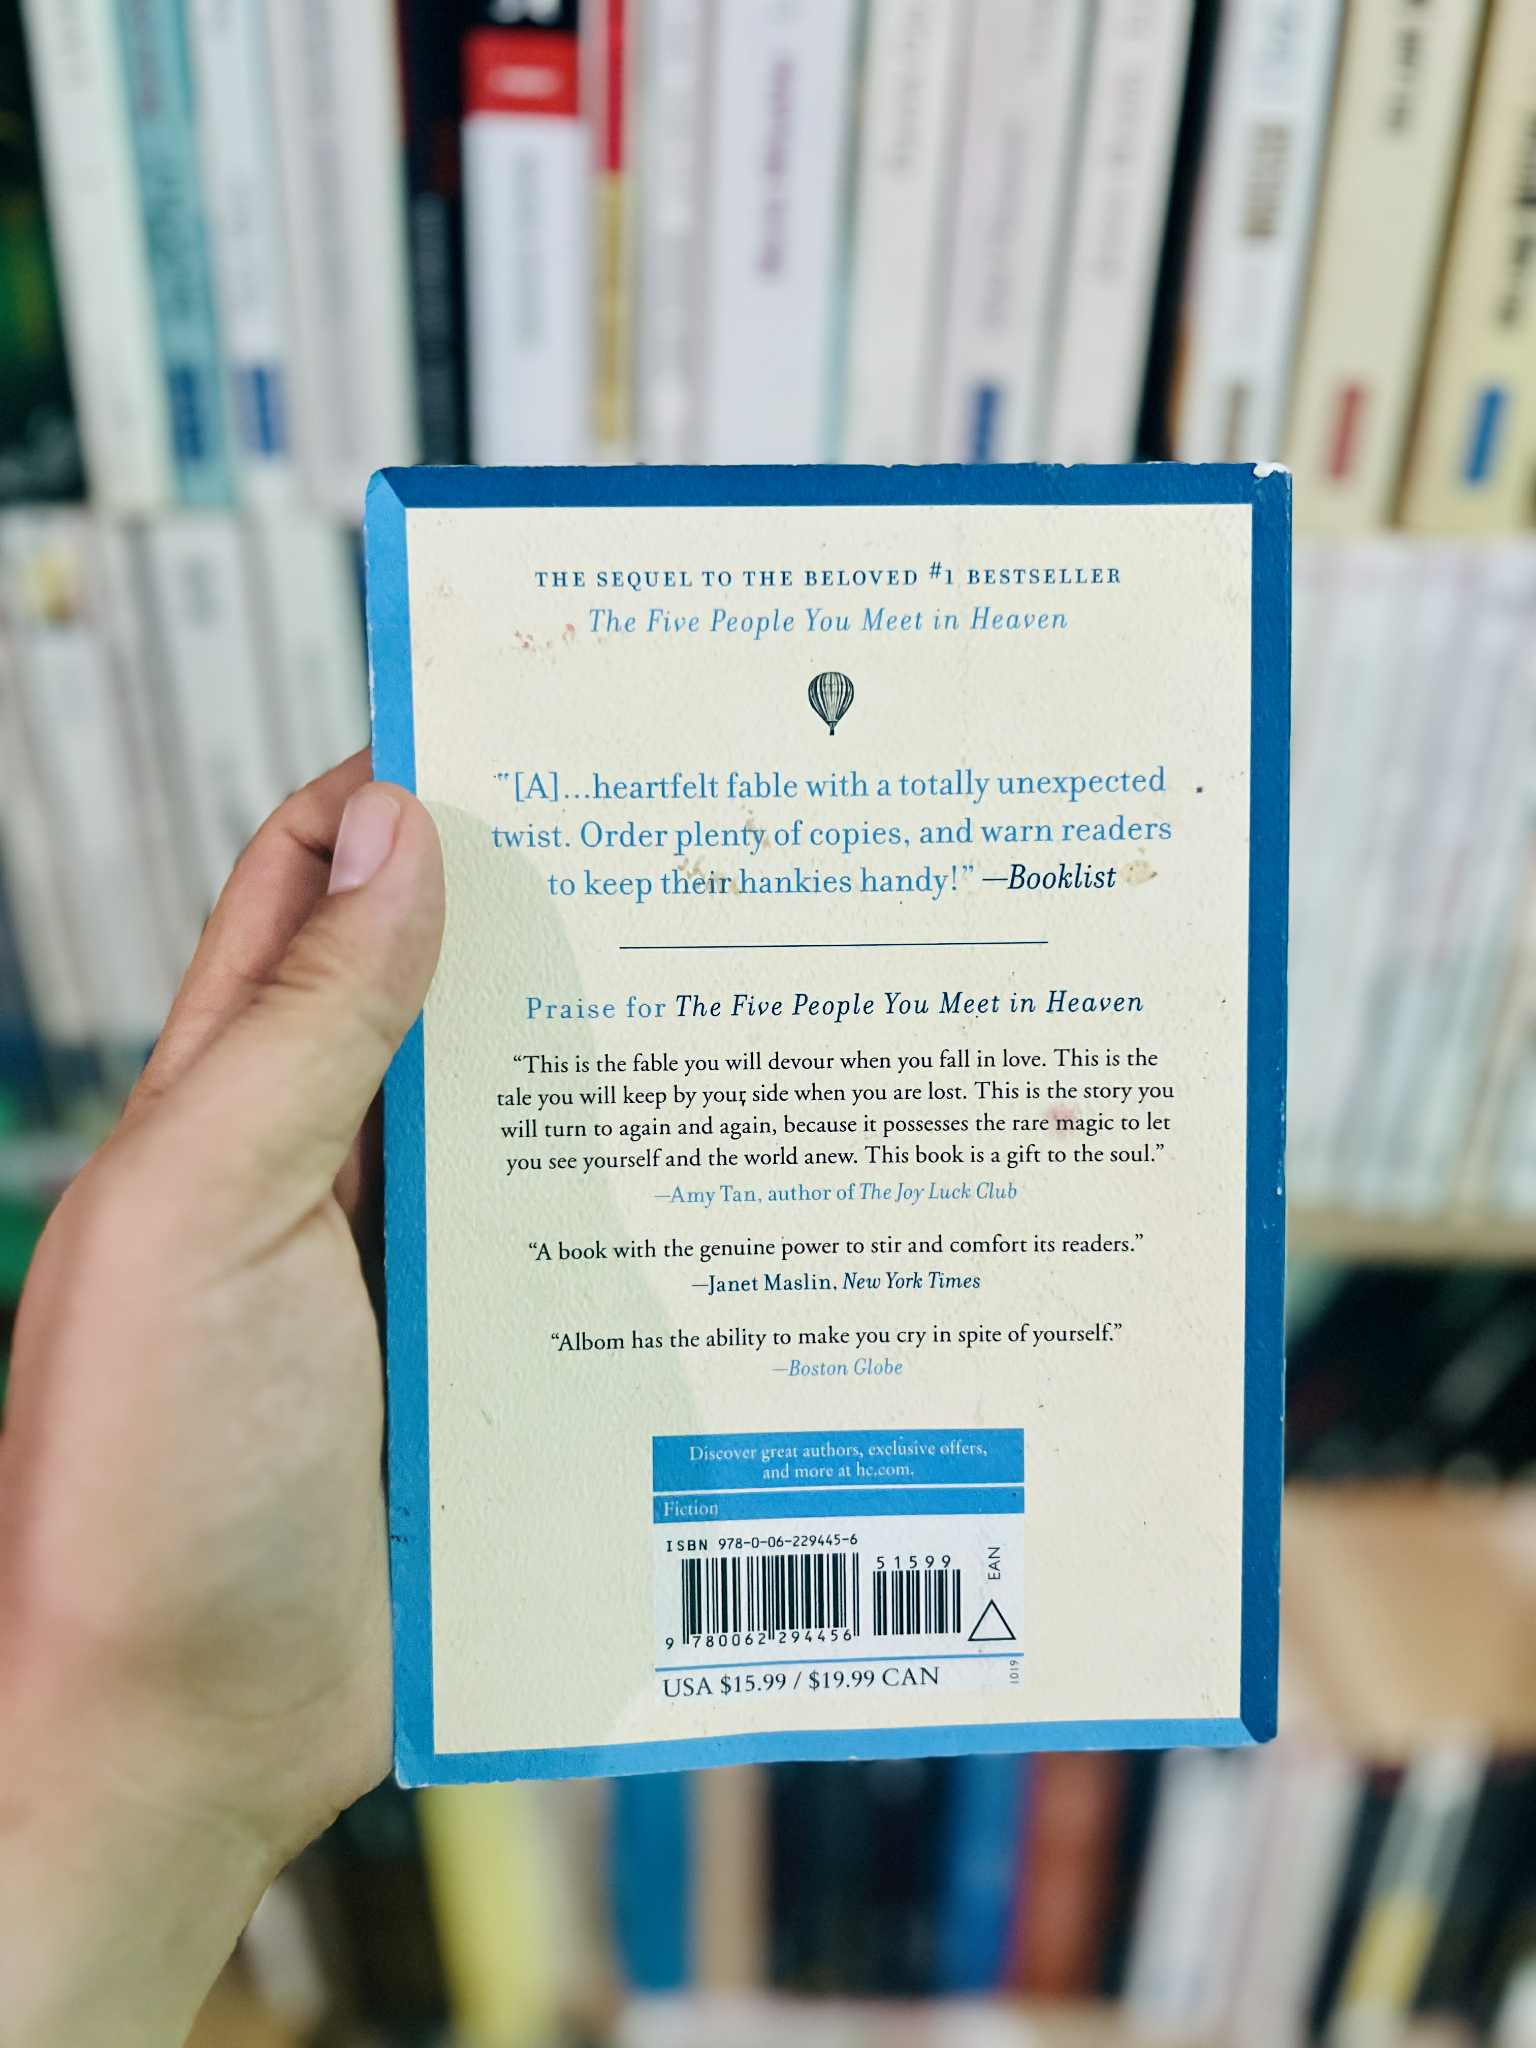 THE SEQUEL TO THE BELOVED #1 BESTSELLER
The Five People You Meet in Heaven
"[A]...heartfelt fable with a totally unexpected
twist. Order plenty of copies, and warn readers
to keep their hankies handy!" —Booklist
Praise for The Five People You Meet in Heaven
“This is the fable you will devour when you fall in love. This is the
tale you will keep by your side when you are lost. This is the story you
will turn to again and again, because it possesses the rare magic to let
you see yourself and the world anew. This book is a gift to the soul.”
—Amy Tan, author of The Joy Luck Club
“A book with the genuine power to stir and comfort its readers.”
—Janet Maslin, New York Times
“Albom has the ability to make you cry in spite of yourself.”
—Boston Globe
Discover great authors, exclusive offers,
and more at hc.com.
Fiction
ISBN 978-0-06-229445-6
51599
EAN
9 780062 294456
USA $15.99 / $19.99 CAN
1019